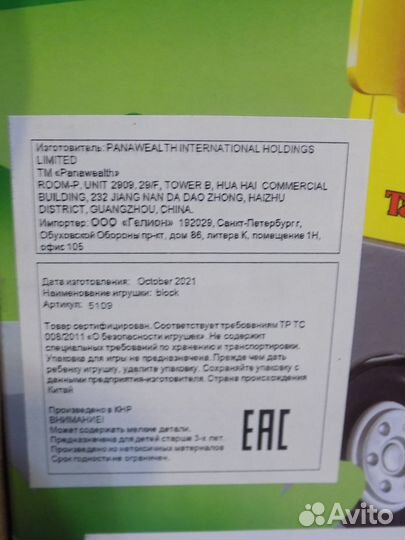 Изготовитель: PANAWEALTH INTERNATIONAL HOLDINGS
LIMITED
ТМ «Panawealth»
ROOM-P, UNIT 2909, 29/F, TOWER B, HUA HAI COMMERCIAL
BUILDING, 232 JIANG NAN DA DAO ZHONG, HAIZHU
DISTRICT, GUANGZHOU, CHINA.
Импортер: ООО «Гелион» 192029, Санкт-Петербург г,
Обуховской Обороны пр-кт, дом 86, литера К, помещение 1Н,
офис 105
Дата изготовления: October 2021
Наименование игрушки: block
Артикул: 5109
Товар сертифицирован. Соответствует требованиям ТР ТС
008/2011 «О безопасности игрушек». Не содержит
специальных требований по хранению и транспортировки.
Упаковка для игры не предназначена. Прежде чем дать
ребенку игрушку, удалите упаковку. Сохраняйте упаковку с
данными предприятия-изготовителя. Страна происхождения
Китай
Произведено в КНР
ВНИМАНИЕ!
Может содержать мелкие детали.
Предназначена для детей старше 3-х лет.
Произведено из нетоксичных материалов
Срок годности не ограничен.
EAC
Avito